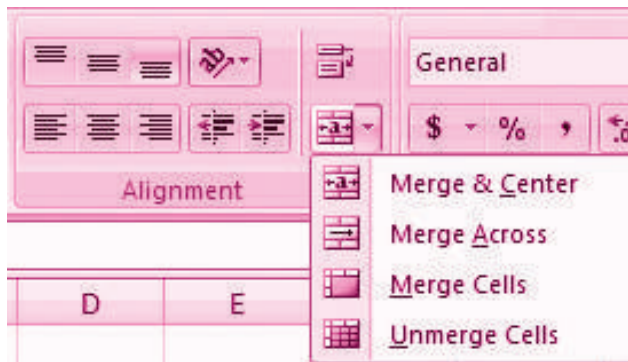 General
$ % ,
Alignment
Merge & Center
Merge Across
Merge Cells
Unmerge Cells
D E